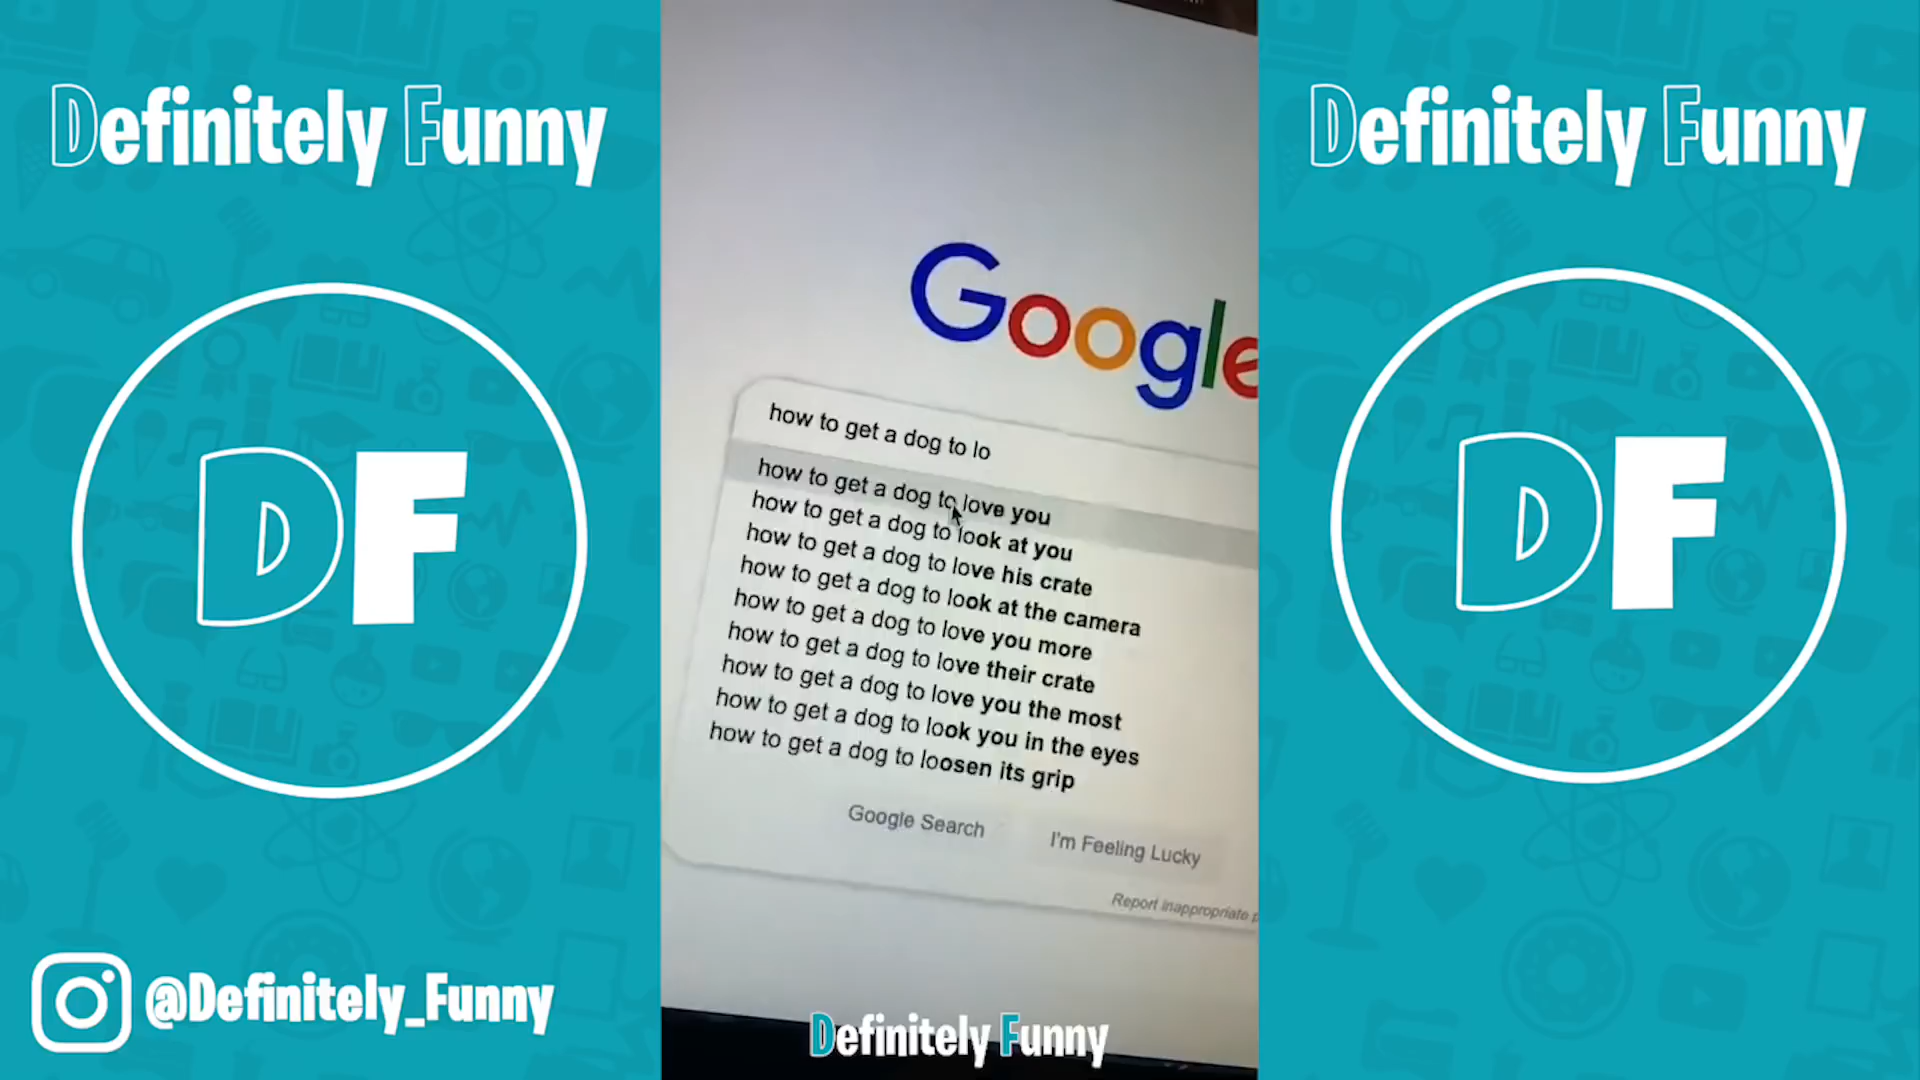 Definitely Funny
DF
@Definitely_Funny
Google
how to get a dog to lo
how to get a dog to love you
how to get a dog to look at you
how to get a dog to love his crate
how to get a dog to look at the camera
how to get a dog to love you more
how to get a dog to love their crate
how to get a dog to love you the most
how to get a dog to look you in the eyes
how to get a dog to loosen its grip
Google Search
I'm Feeling Lucky
Report inappropriate p
Definitely Funny
Definitely Funny
DF